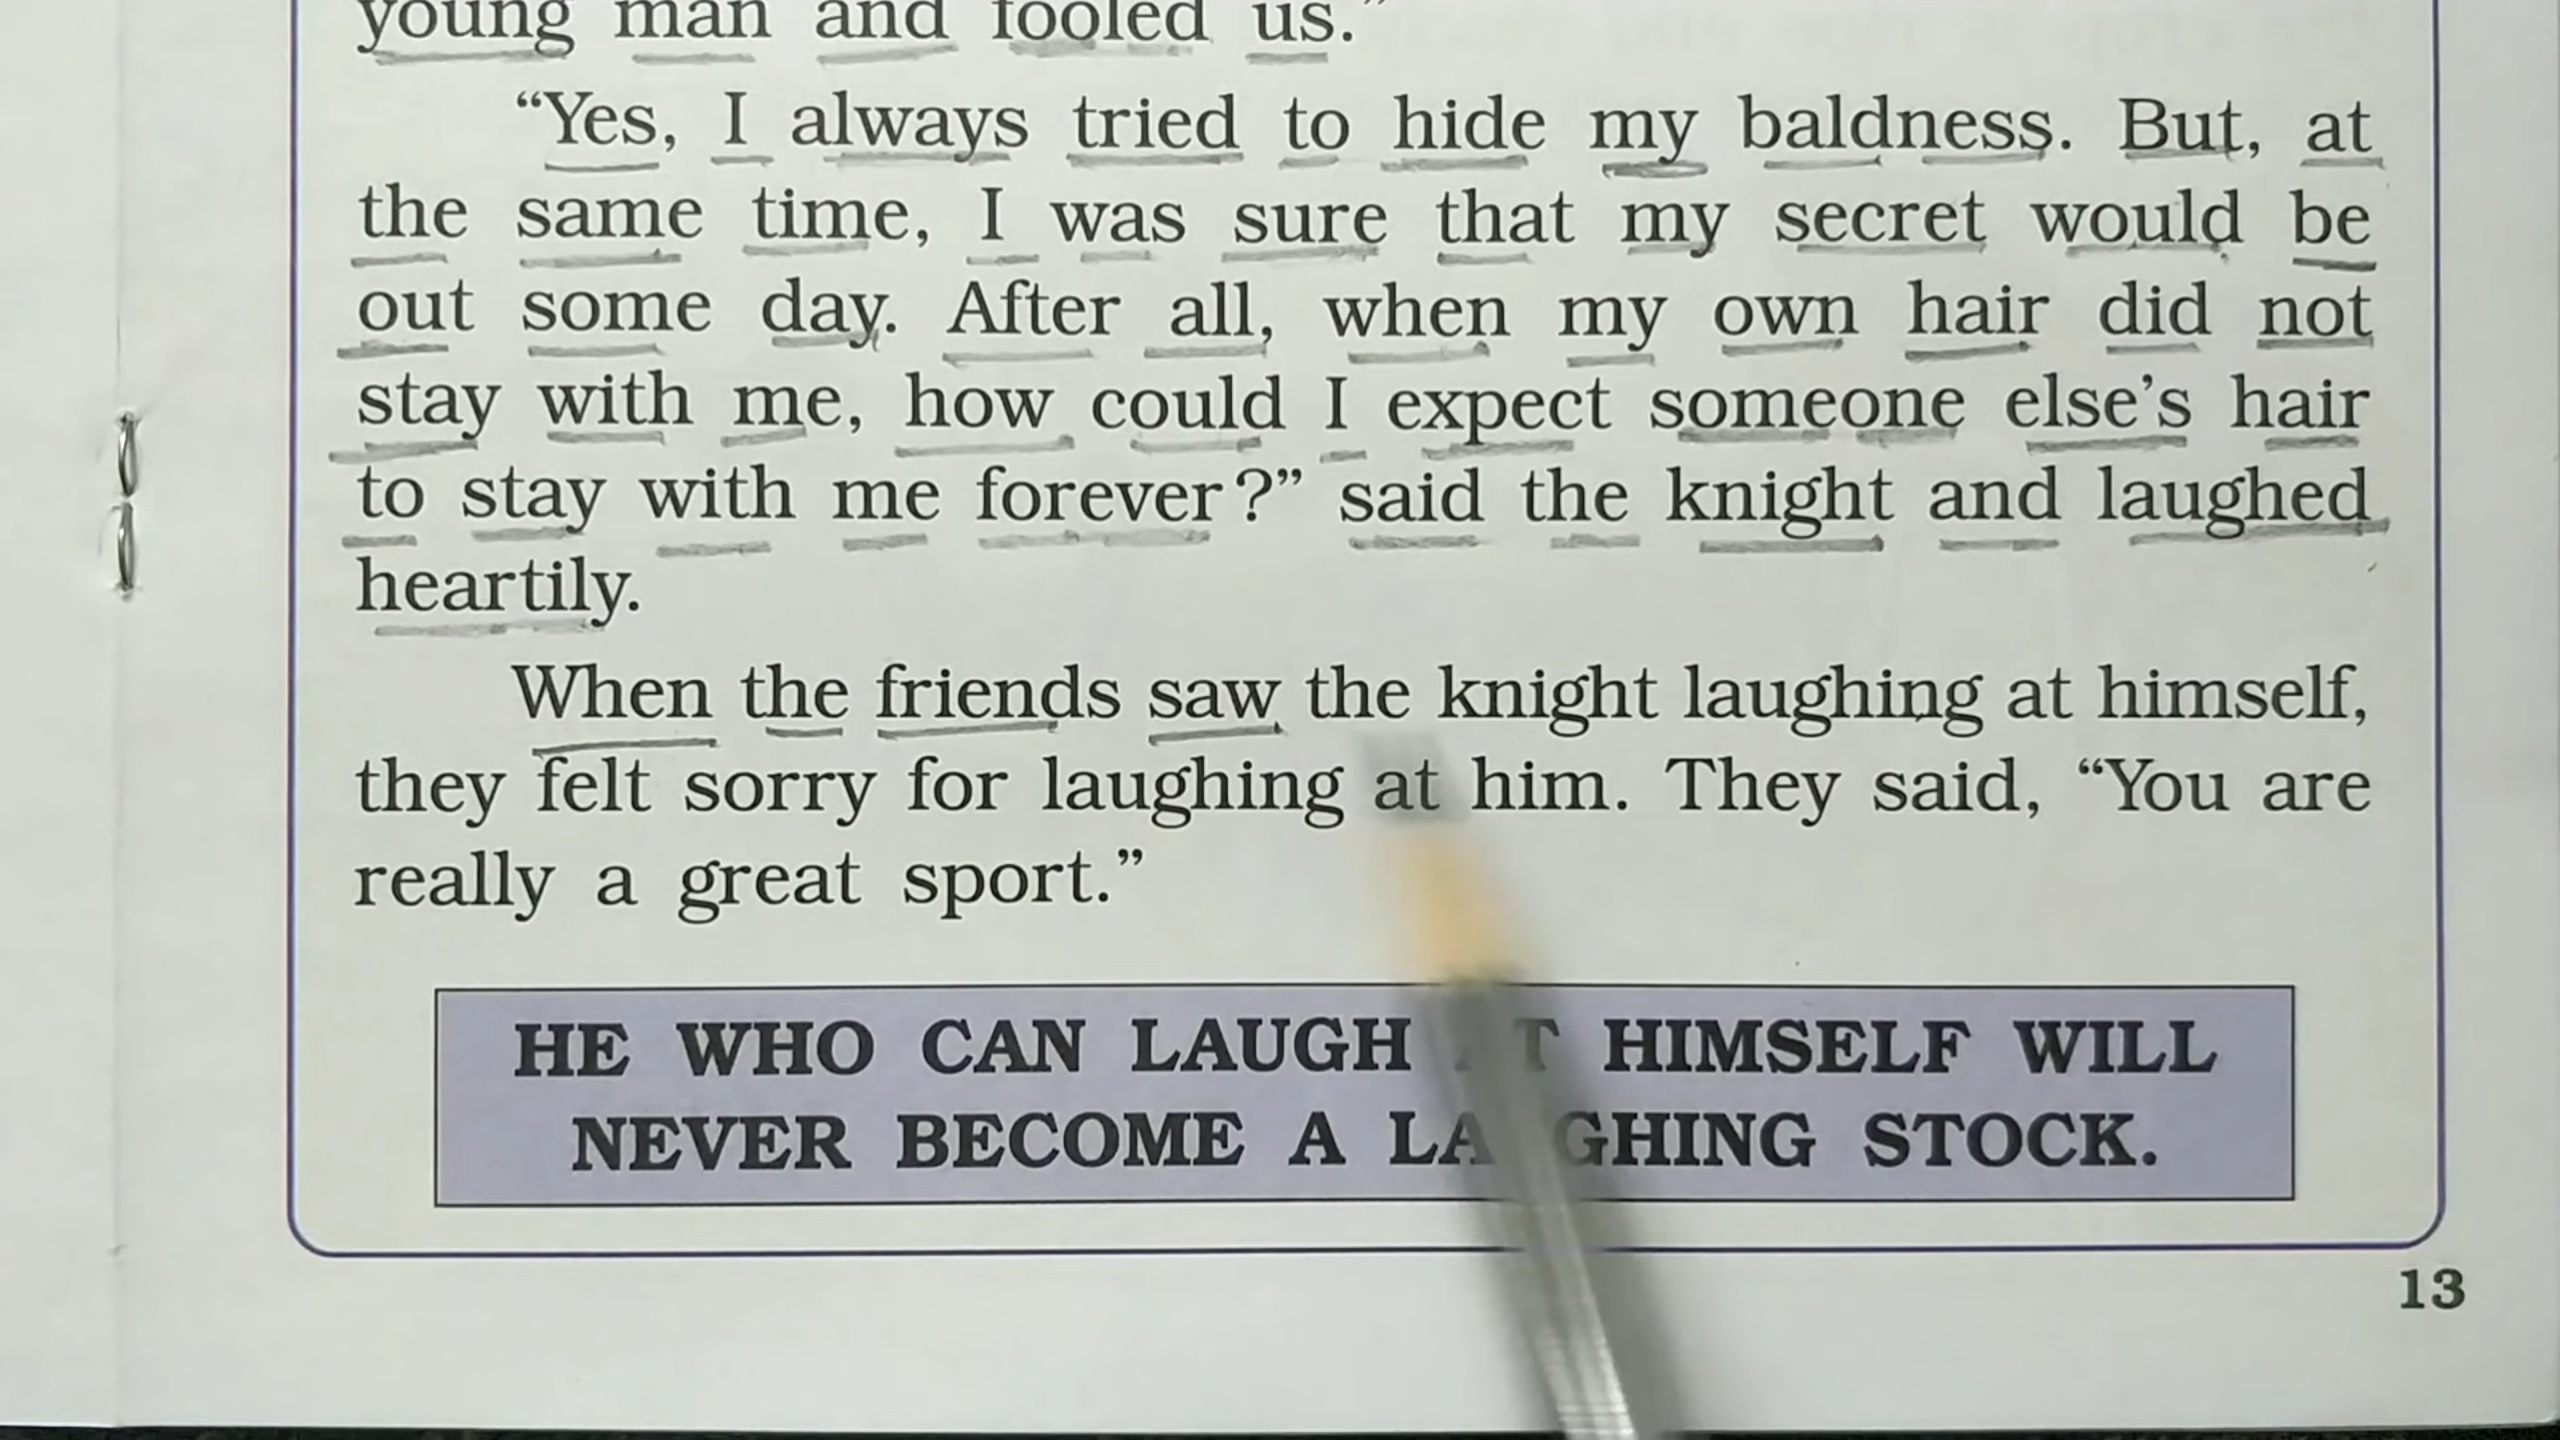 young man and fooled us.”
“Yes, I always tried to hide my baldness. But, at
the same time, I was sure that my secret would be
out some day. After all, when my own hair did not
stay with me, how could I expect someone else’s hair
to stay with me forever?” said the knight and laughed
heartily.
When the friends saw the knight laughing at himself,
they felt sorry for laughing at him. They said, “You are
really a great sport.”
HE WHO CAN LAUGH AT HIMSELF WILL
NEVER BECOME A LAUGHING STOCK.
13